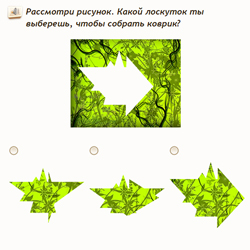 Рассмотри рисунок. Какой лоскуток ты
выберешь, чтобы собрать коврик?